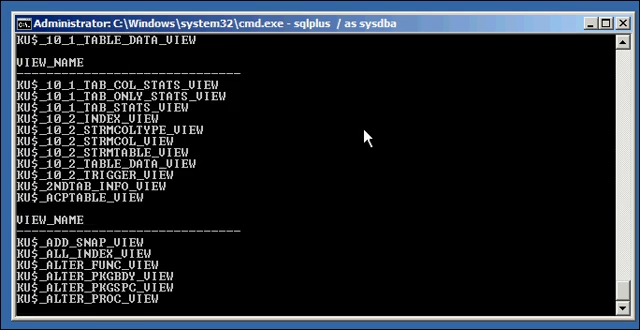 Administrator: C:\Windows\system32\cmd.exe - sqlplus / as sysdba
KU$_10_1_TABLE_DATA_VIEW
VIEW_NAME
------------------------------
KU$_10_1_TAB_COL_STATS_VIEW
KU$_10_1_TAB_ONLY_STATS_VIEW
KU$_10_1_TAB_STATS_VIEW
KU$_10_2_INDEX_VIEW
KU$_10_2_STRMCOLTYPE_VIEW
KU$_10_2_STRMCOL_VIEW
KU$_10_2_STRMTABLE_VIEW
KU$_10_2_TABLE_DATA_VIEW
KU$_10_2_TRIGGER_VIEW
KU$_2NDTAB_INFO_VIEW
KU$_ACPTABLE_VIEW
VIEW_NAME
------------------------------
KU$_ADD_SNAP_VIEW
KU$_ALL_INDEX_VIEW
KU$_ALTER_FUNC_VIEW
KU$_ALTER_PKGBDY_VIEW
KU$_ALTER_PKGSPC_VIEW
KU$_ALTER_PROC_VIEW